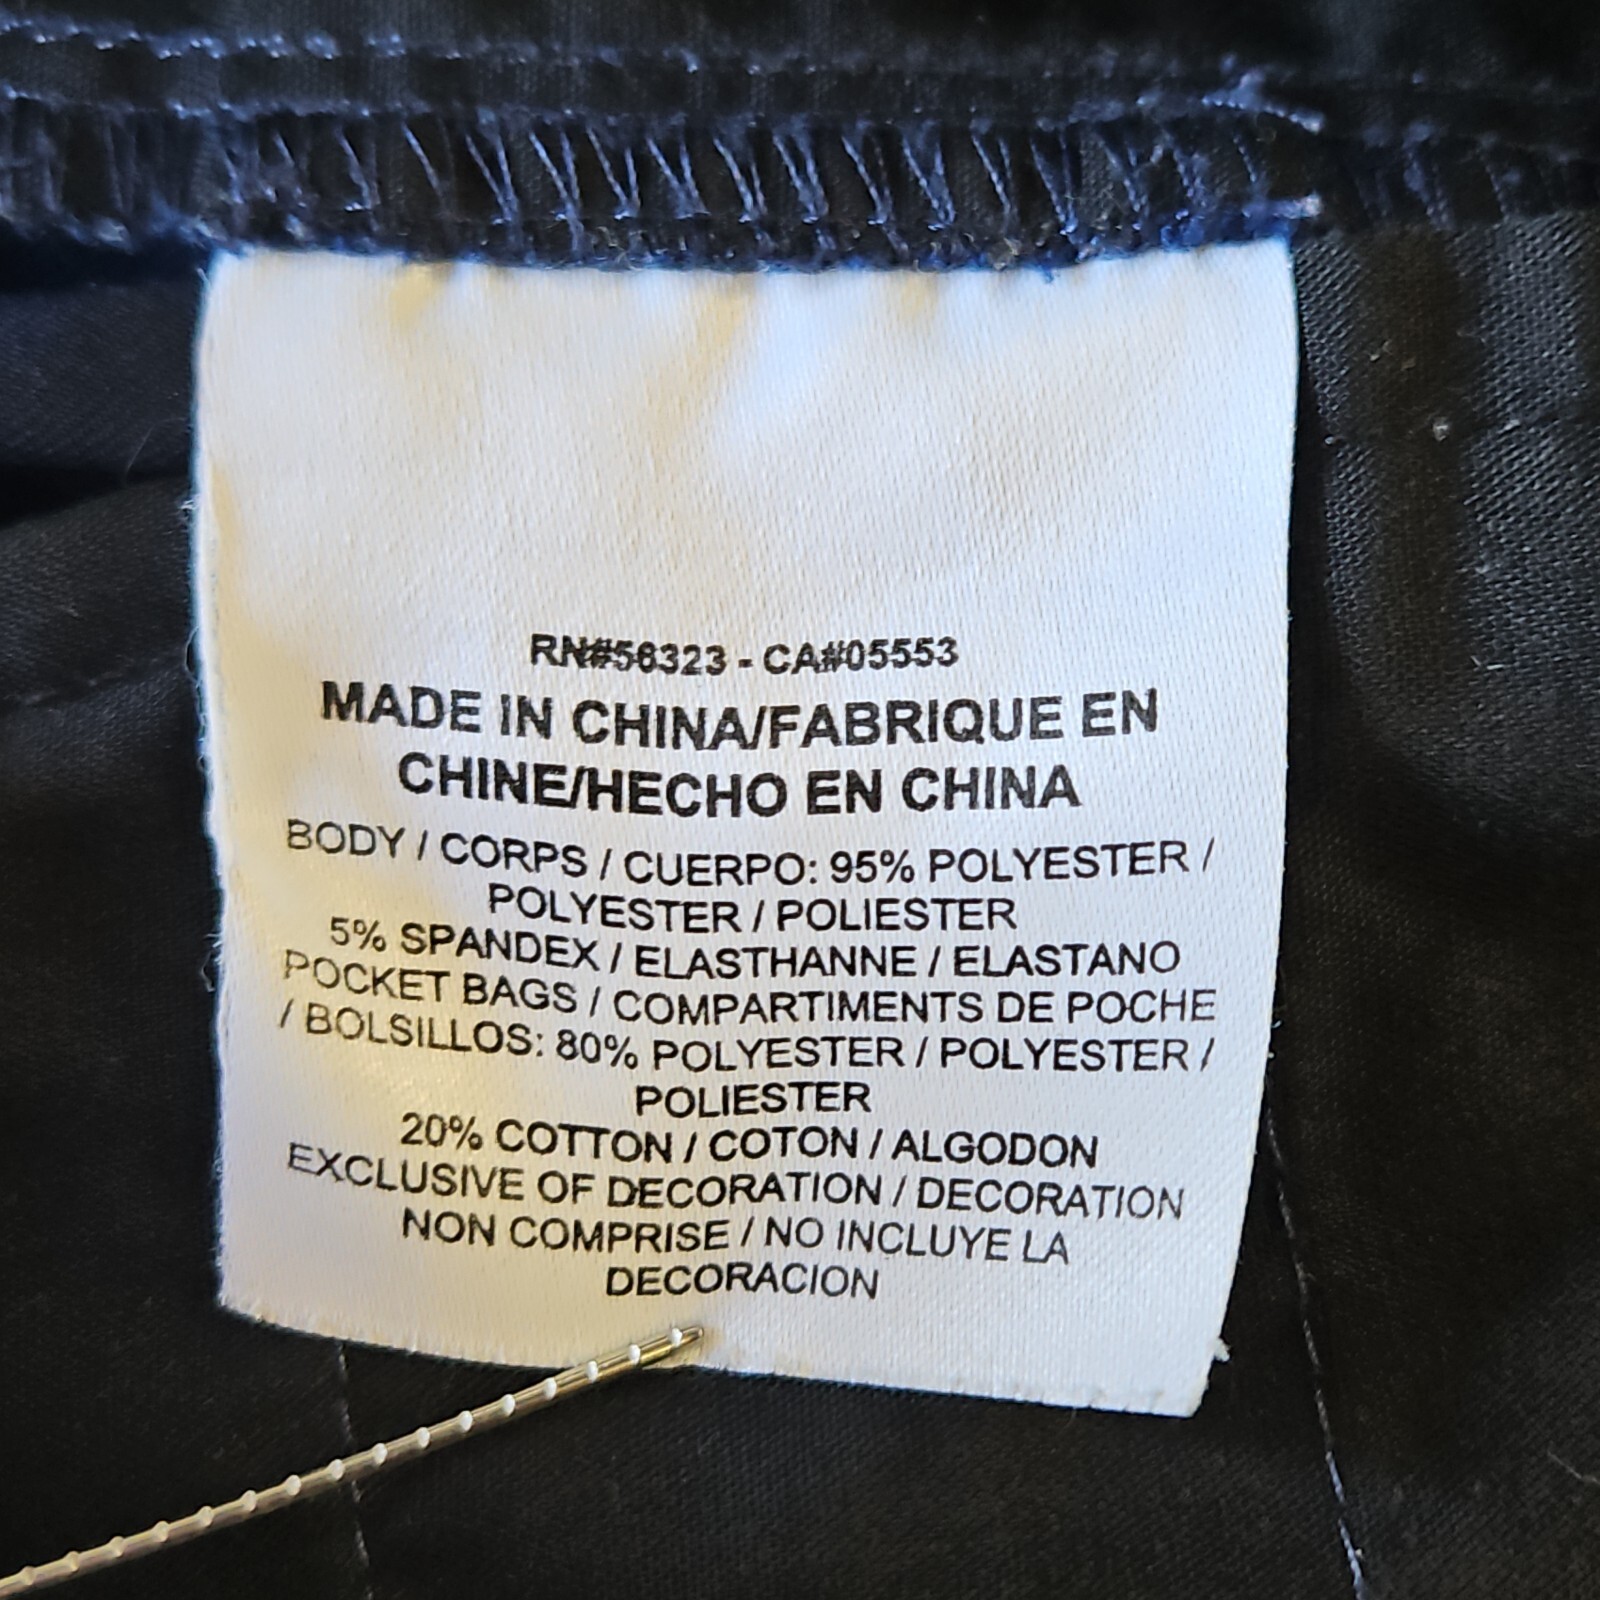 RN#56323 - CA#05553
MADE IN CHINA/FABRIQUE EN
CHINE/HECHO EN CHINA
BODY / CORPS / CUERPO: 95% POLYESTER /
POLYESTER / POLIESTER
5% SPANDEX / ELASTHANNE / ELASTANO
POCKET BAGS / COMPARTIMENTS DE POCHE
/ BOLSILLOS: 80% POLYESTER / POLYESTER /
POLIESTER
20% COTTON / COTON / ALGODON
EXCLUSIVE OF DECORATION / DECORATION
NON COMPRISE / NO INCLUYE LA
DECORACION